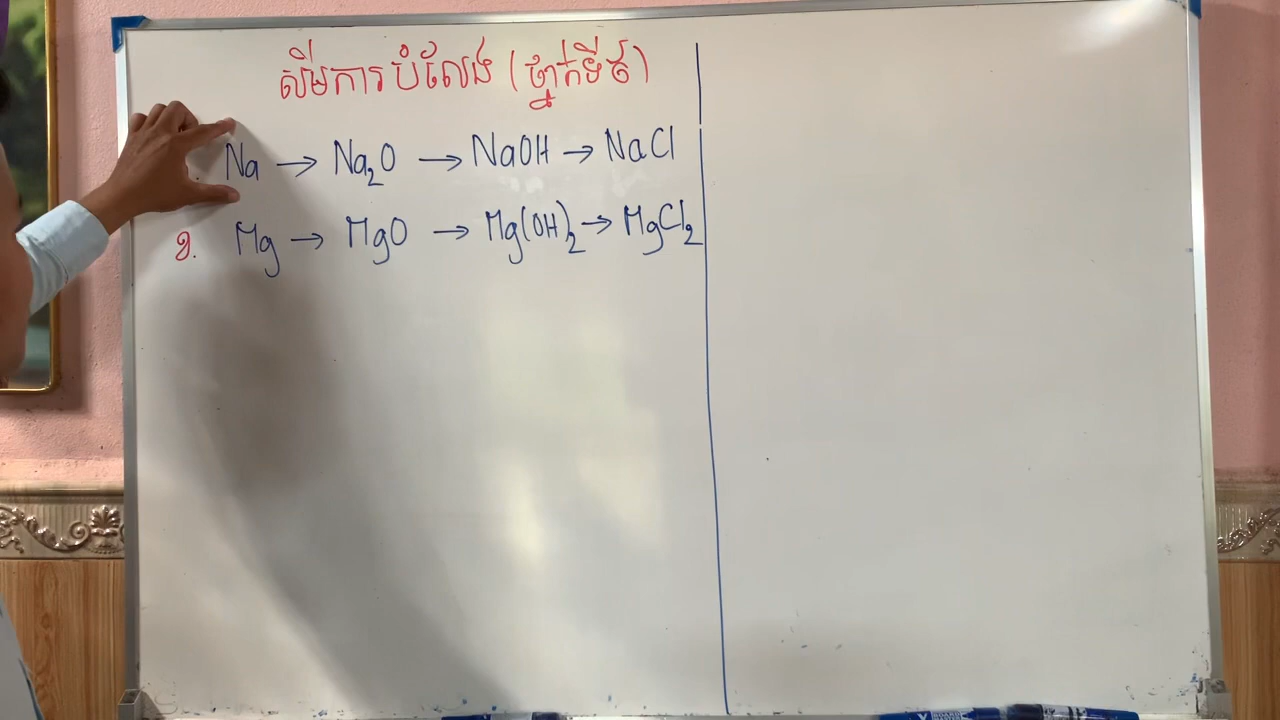 សមីការបំលែង (ថ្នាក់ទី៩)
Na → Na₂O → NaOH → NaCl
2. Mg → MgO → Mg(OH)₂ → MgCl₂